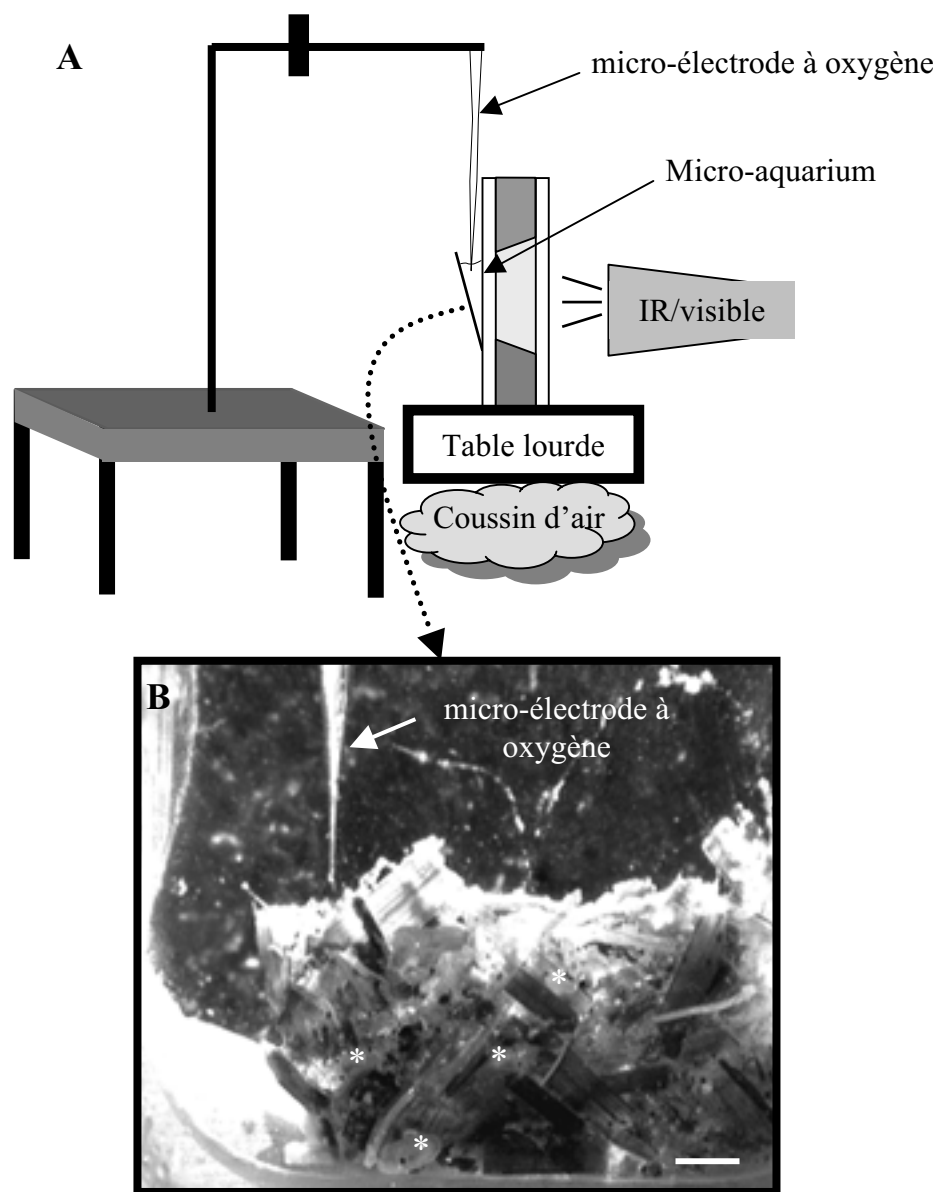 A
micro-électrode à oxygène
Micro-aquarium
IR/visible
Table lourde
Coussin d'air
B
micro-électrode à
oxygène
*
*
*
*